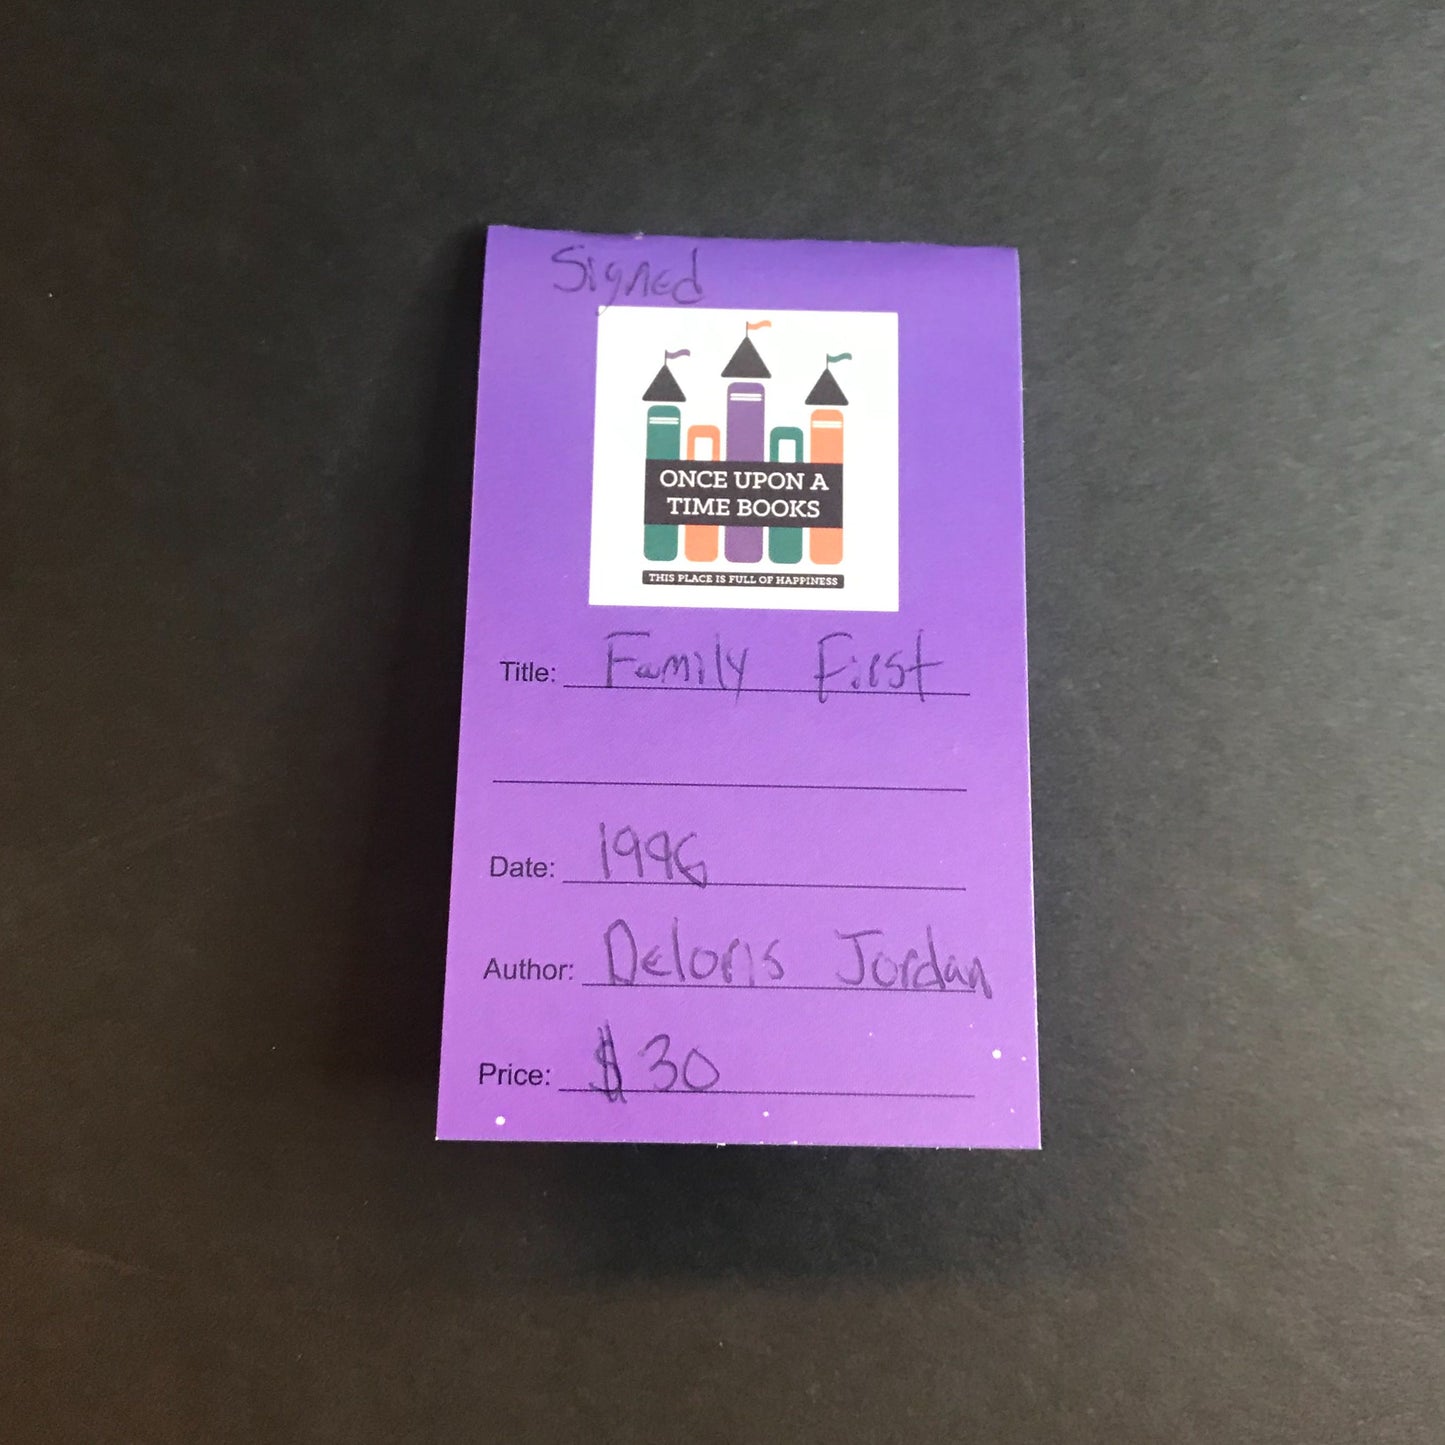 Signed
ONCE UPON A
TIME BOOKS
THIS PLACE IS FULL OF HAPPINESS
Title: Family First
Date: 1996
Author: Deloris Jordan
Price: $30